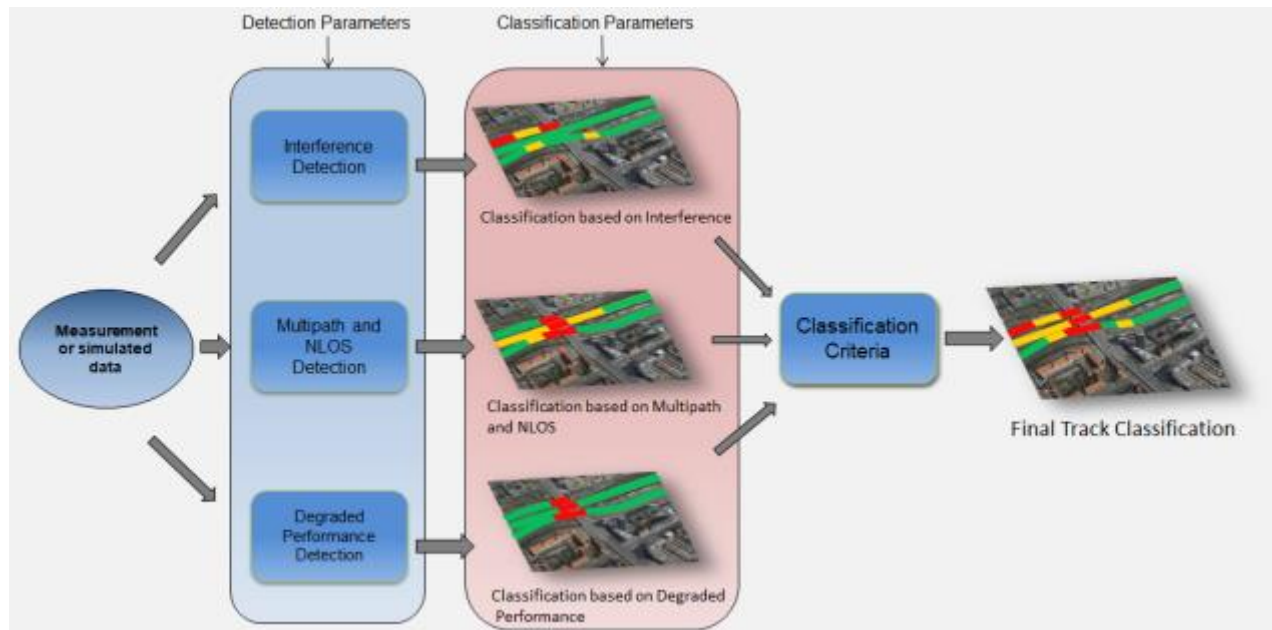 Detection Parameters
Classification Parameters
Interference
Detection
Classification based on Interference
Measurement
or simulated
data
Multipath and
NLOS
Detection
Classification based on Multipath
and NLOS
Classification
Criteria
Final Track Classification
Degraded
Performance
Detection
Classification based on Degraded
Performance